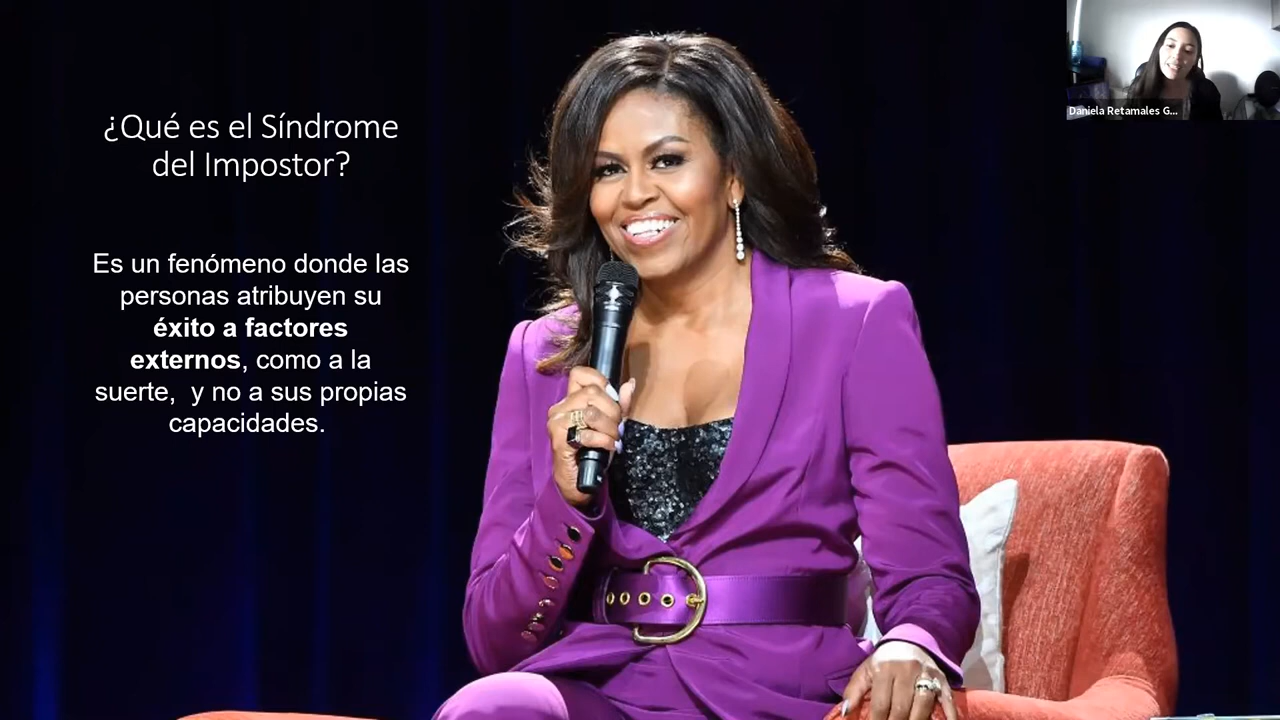 ¿Qué es el Síndrome
del Impostor?
Es un fenómeno donde las
personas atribuyen su
éxito a factores
externos, como a la
suerte,  y no a sus propias
capacidades.
Daniela Retamales G...